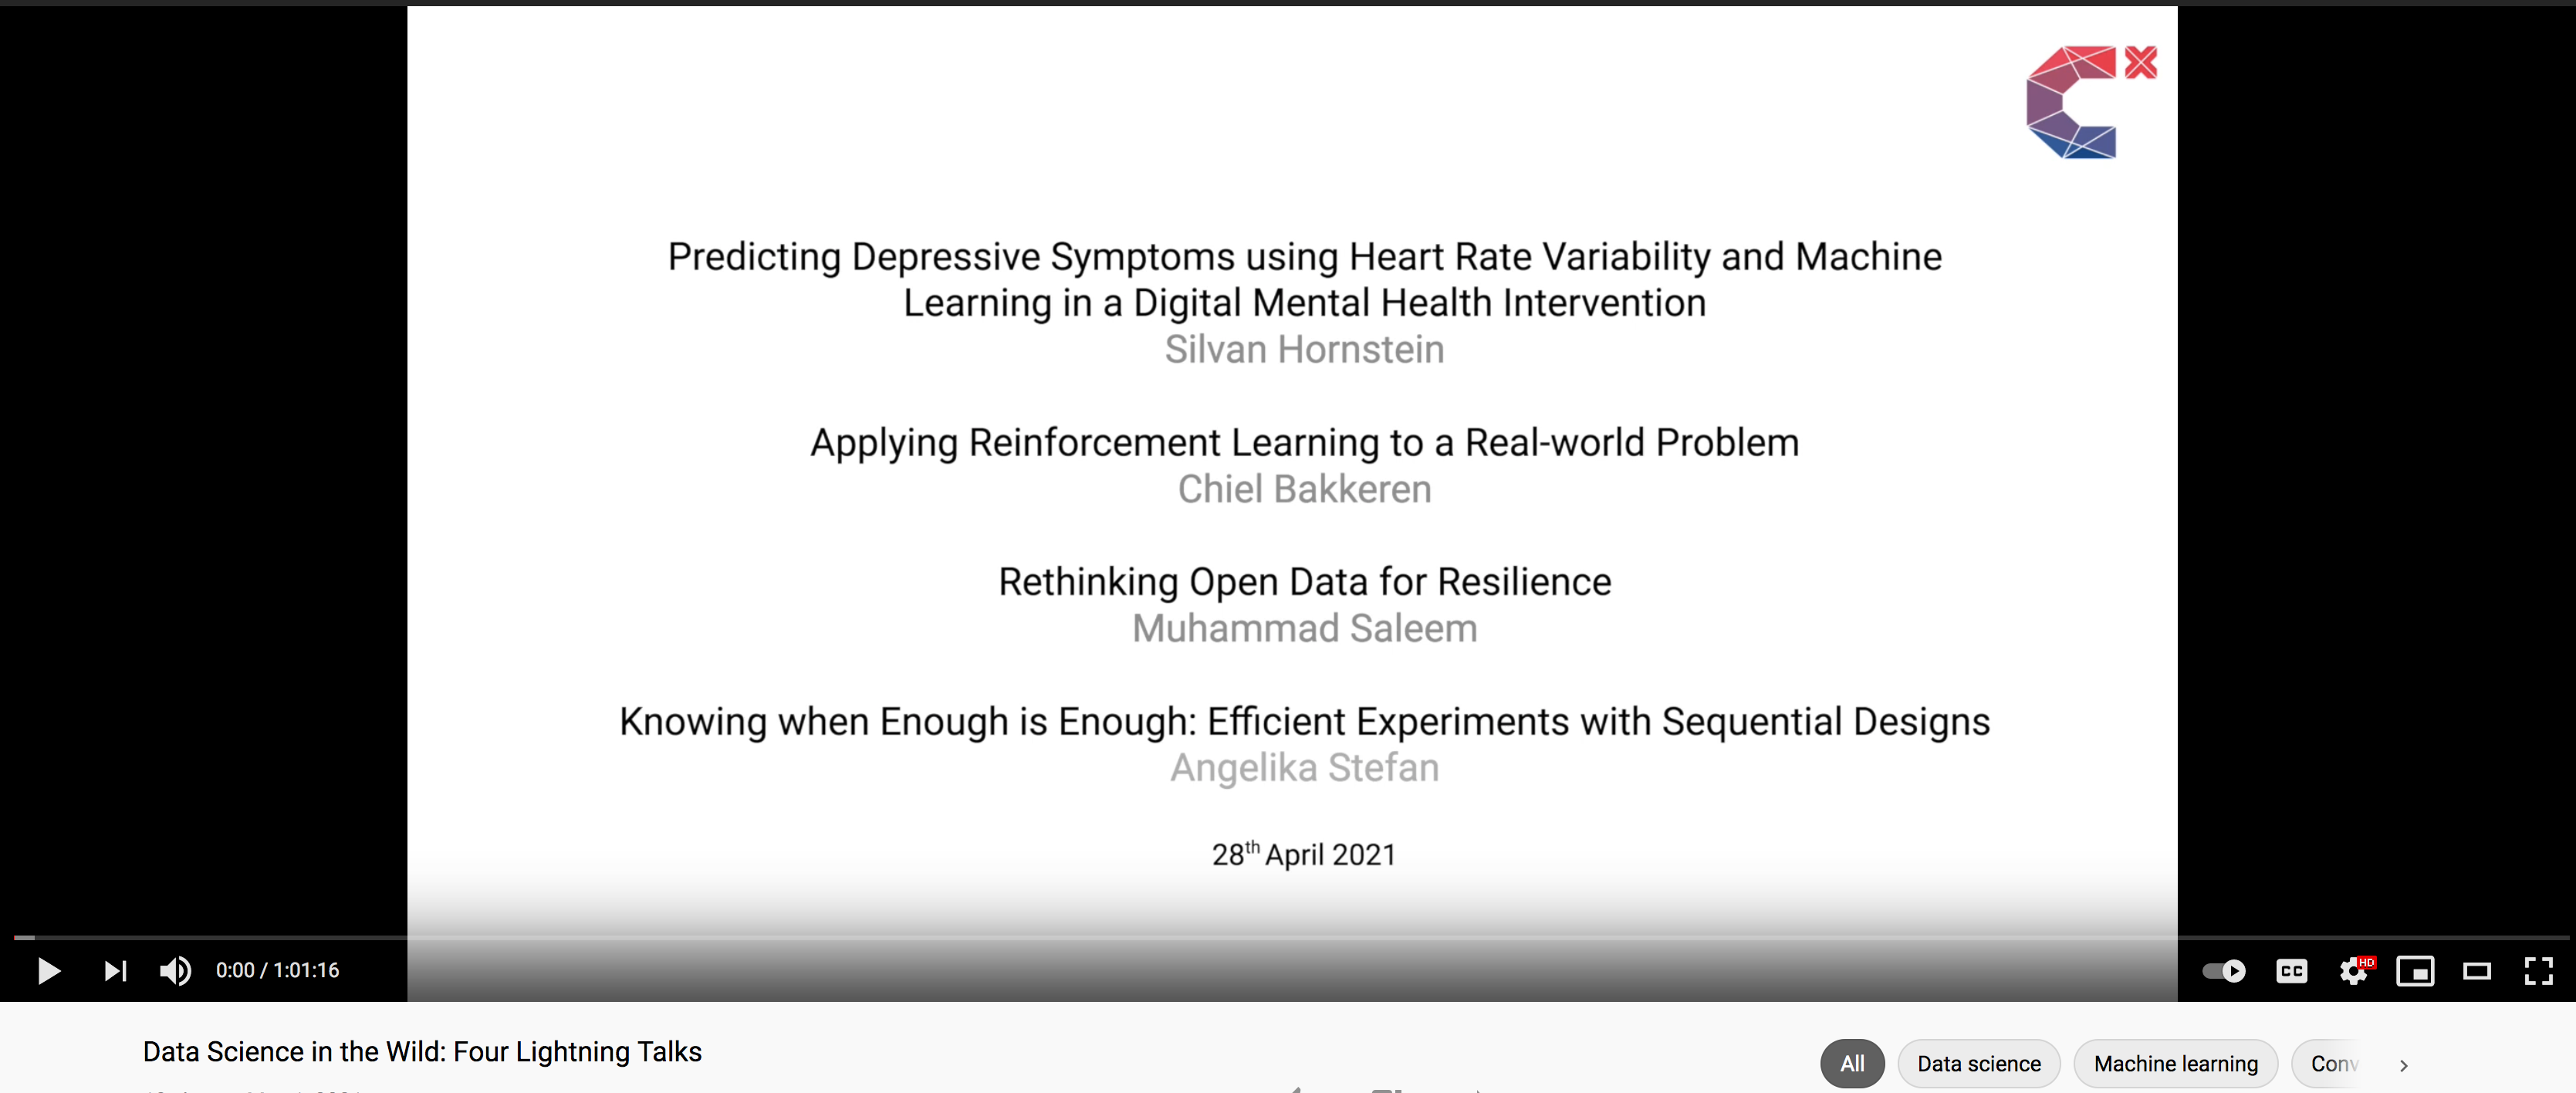 Predicting Depressive Symptoms using Heart Rate Variability and Machine
Learning in a Digital Mental Health Intervention
Silvan Hornstein
Applying Reinforcement Learning to a Real-world Problem
Chiel Bakkeren
Rethinking Open Data for Resilience
Muhammad Saleem
Knowing when Enough is Enough: Efficient Experiments with Sequential Designs
Angelika Stefan
28th April 2021
0:00 / 1:01:16
CC
HD
Data Science in the Wild: Four Lightning Talks
All
Data science
Machine learning
Conv